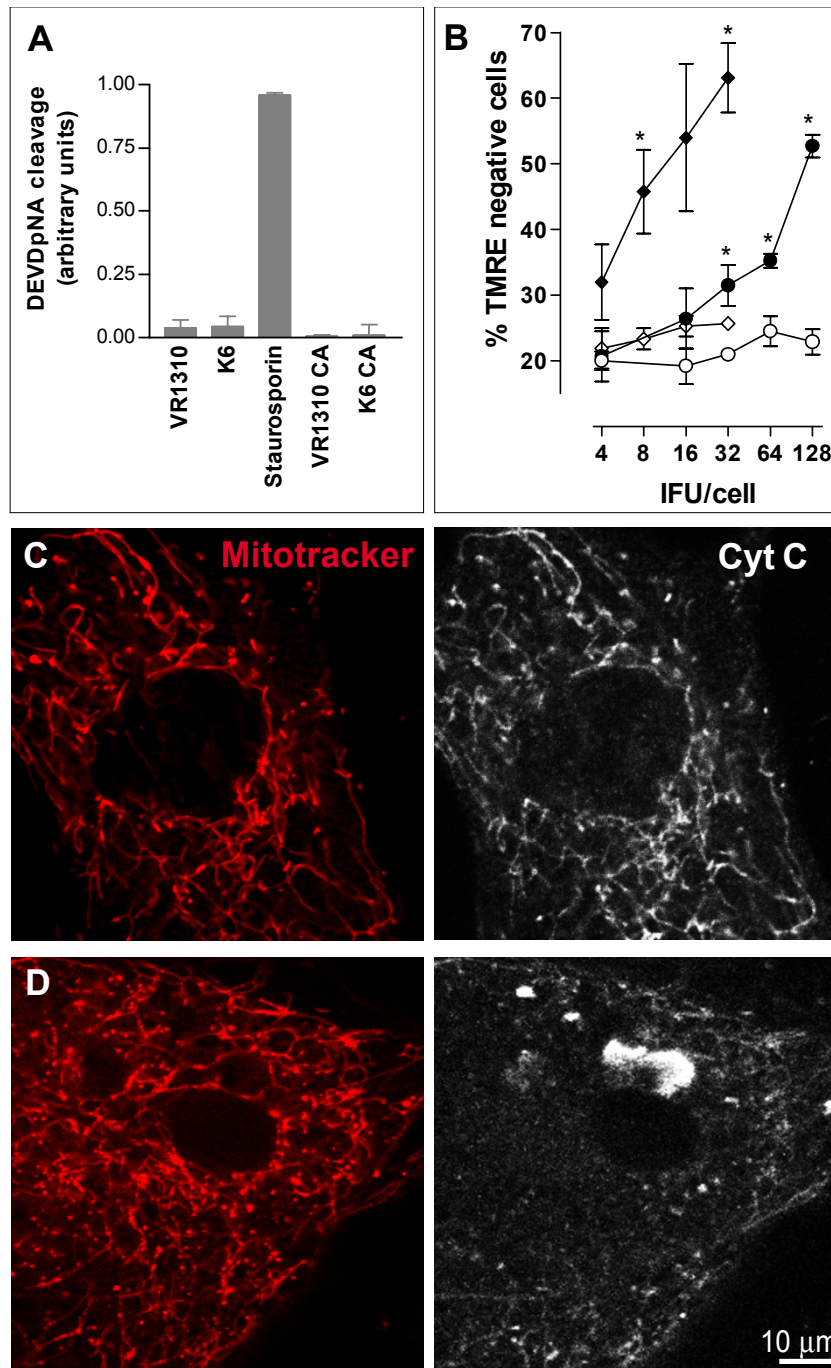 A
DEVDpNA cleavage
(arbitrary units)
1.00
0.75
0.50
0.25
0.00
VR1310
K6
Staurosporin
VR1310 CA
K6 CA
B
% TMRE negative cells
70
60
50
40
30
20
*
*
*
*
*
4 8 16 32 64 128
IFU/cell
C Mitotracker
Cyt C
D
10 µm